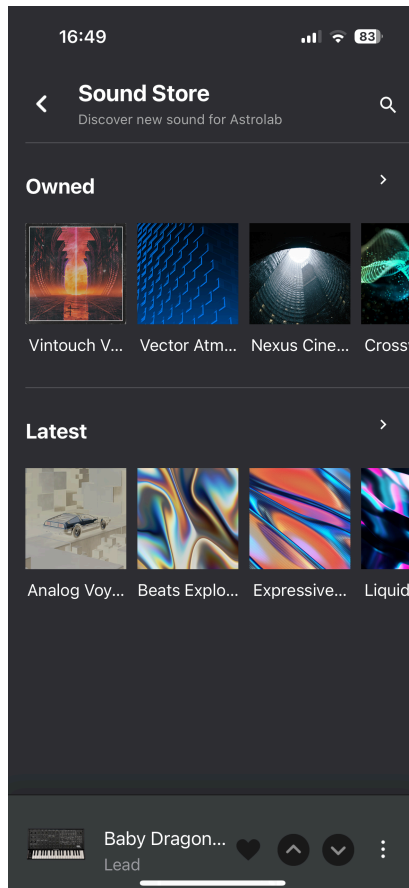 16:49
83
Sound Store
Discover new sound for Astrolab
Owned
Vintouch V...
Vector Atm...
Nexus Cine...
Cross
Latest
Analog Voy...
Beats Explo...
Expressive...
Liquid
Baby Dragon...
Lead